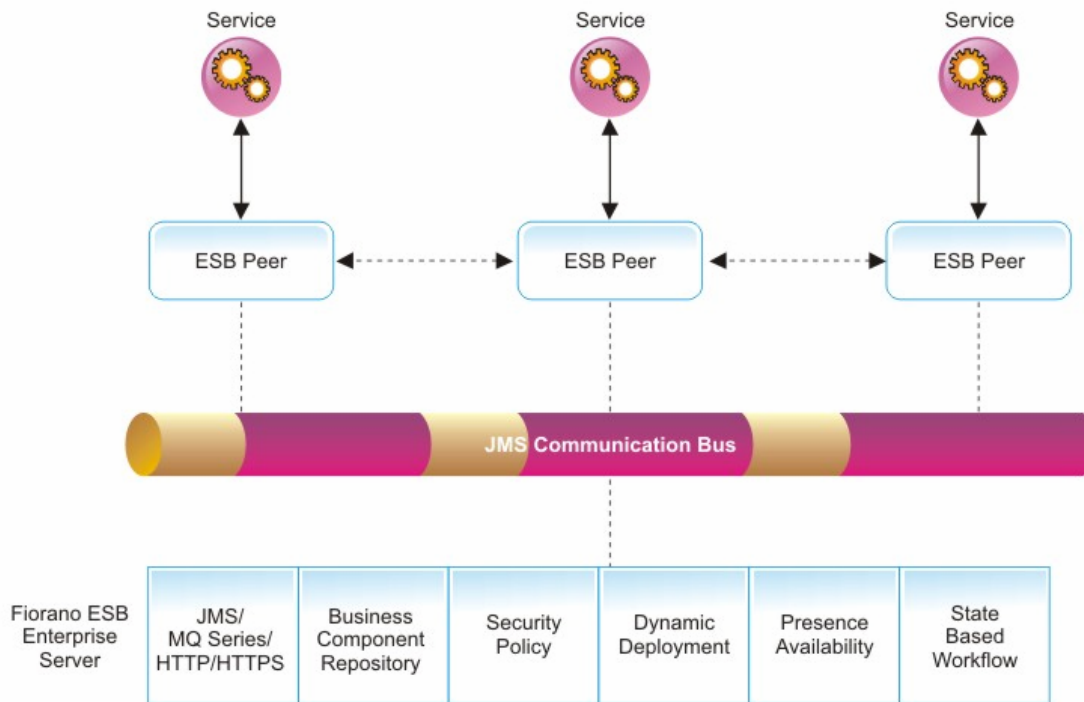 Service
Service
Service
ESB Peer
ESB Peer
ESB Peer
JMS Communication Bus
Fiorano ESB
Enterprise
Server
JMS/
MQ Series/
HTTP/HTTPS
Business
Component
Repository
Security
Policy
Dynamic
Deployment
Presence
Availability
State
Based
Workflow